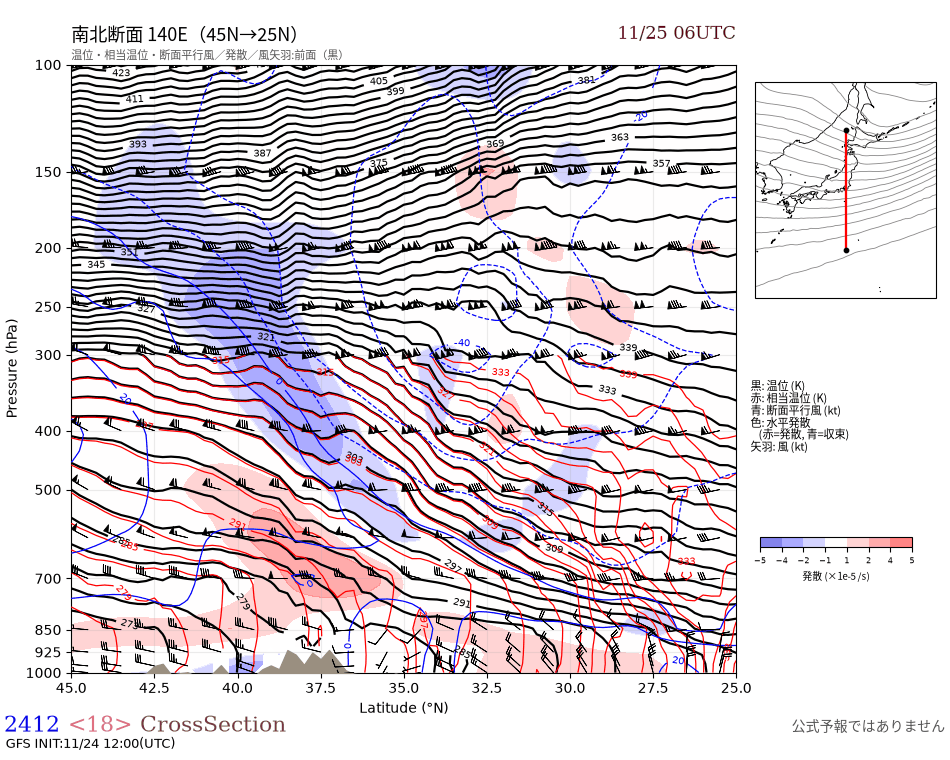 南北断面 140E（45N→25N）
11/25 06UTC
温位・相当温位・断面平行風／発散／風矢羽:前面（黒）
100
150
200
250
300
400
500
700
850
925
1000
Pressure (hPa)
45.0 42.5 40.0 37.5 35.0 32.5 30.0 27.5 25.0
Latitude (°N)
423
411
405
399
393
387
381
375
369
363
357
351
345
339
333
327
321
315
309
303
297
291
285
279
-20
-40
0
20
黒: 温位 (K)
赤: 相当温位 (K)
青: 断面平行風 (kt)
色: 水平発散
(赤=発散, 青=収束)
矢羽: 風 (kt)
−5 −4 −2 −1 1 2 4 5
発散 (×1e-5 /s)
2412 <18> CrossSection
公式予報ではありません
GFS INIT:11/24 12:00(UTC)